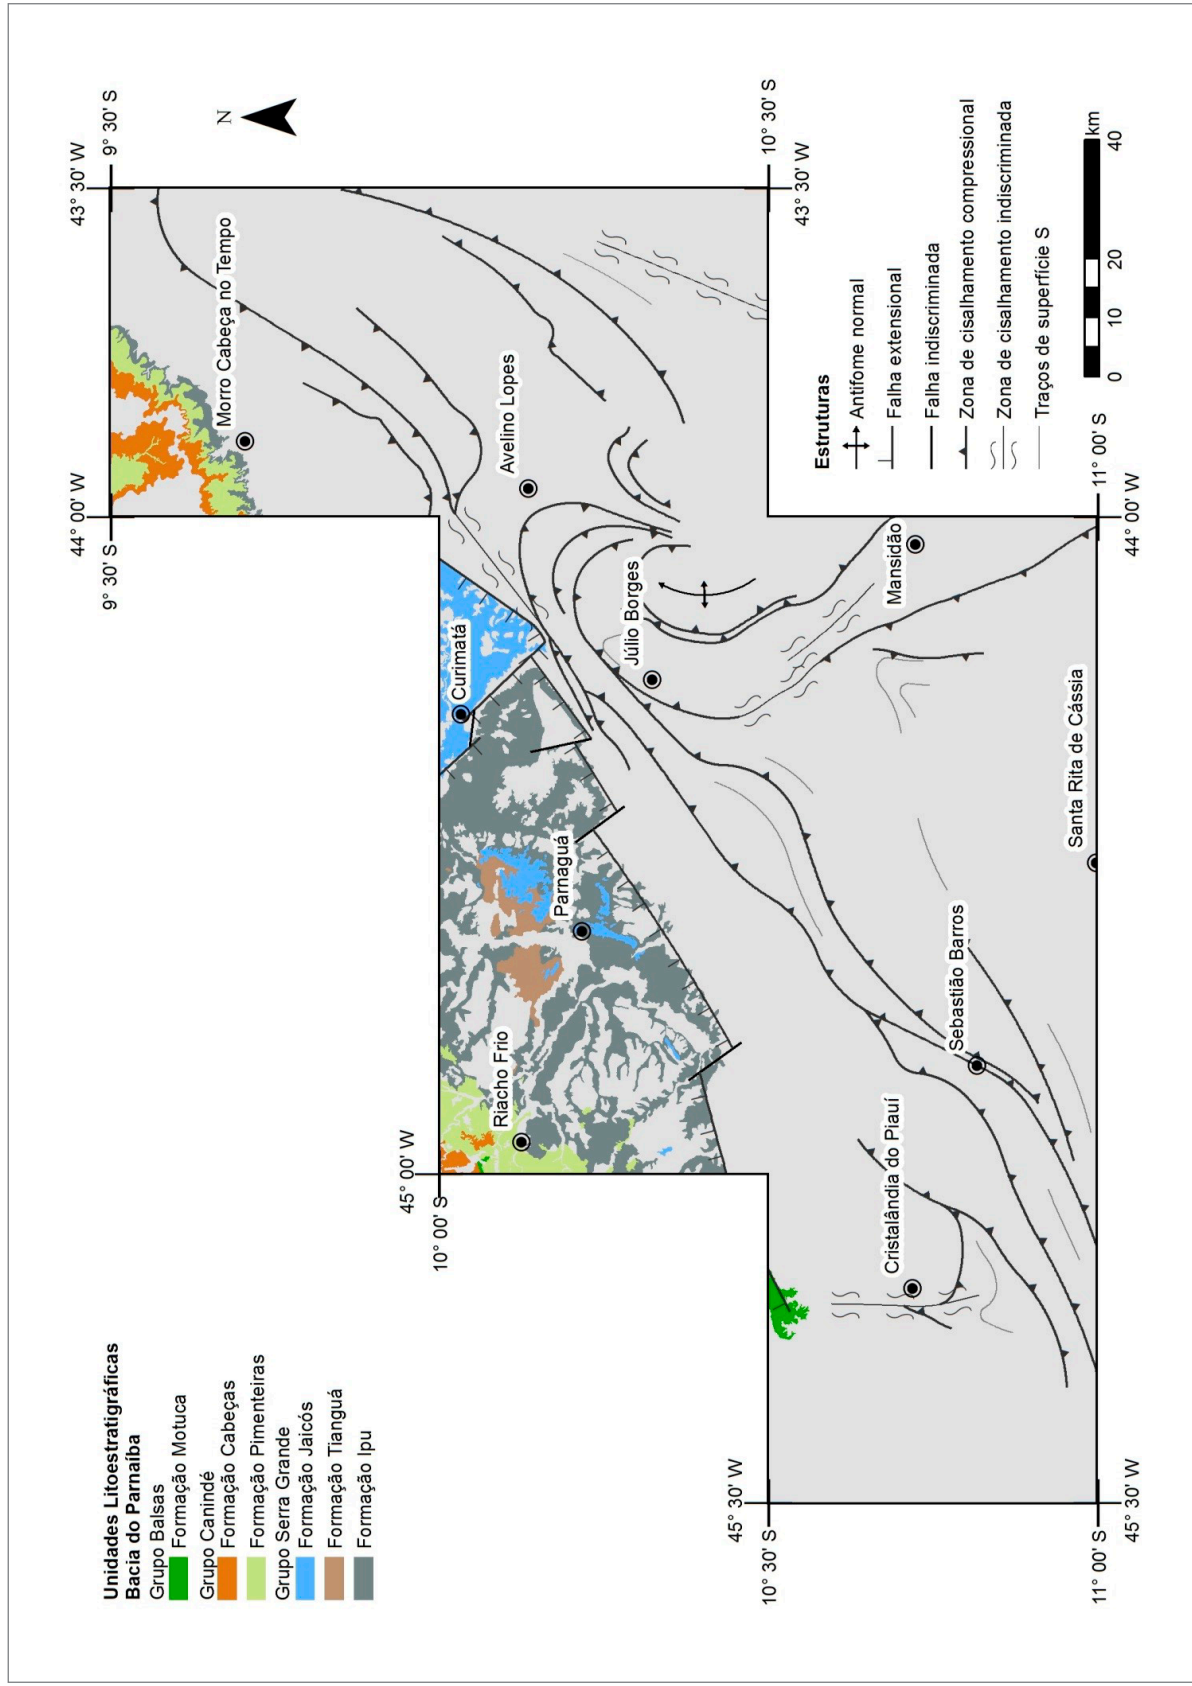 Unidades Litoestratigráficas
Bacia do Parnaíba
Grupo Balsas
Formação Motuca
Grupo Canindé
Formação Cabeças
Formação Pimenteiras
Grupo Serra Grande
Formação Jaicós
Formação Tianguá
Formação Ipu
44° 00' W
43° 30' W
9° 30' S
9° 30' S
N
Morro Cabeça no Tempo
45° 00' W
10° 00' S
Curimatá
Riacho Frio
Avelino Lopes
Parnaguá
Júlio Borges
45° 30' W
10° 30' S
10° 30' S
43° 30' W
Cristalândia do Piauí
Mansidão
Sebastião Barros
Santa Rita de Cássia
11° 00' S
45° 30' W
11° 00' S
44° 00' W
Estruturas
Antifome normal
Falha extensional
Falha indiscriminada
Zona de cisalhamento compressional
Zona de cisalhamento indiscriminada
Traços de superfície S
km
0 10 20 40